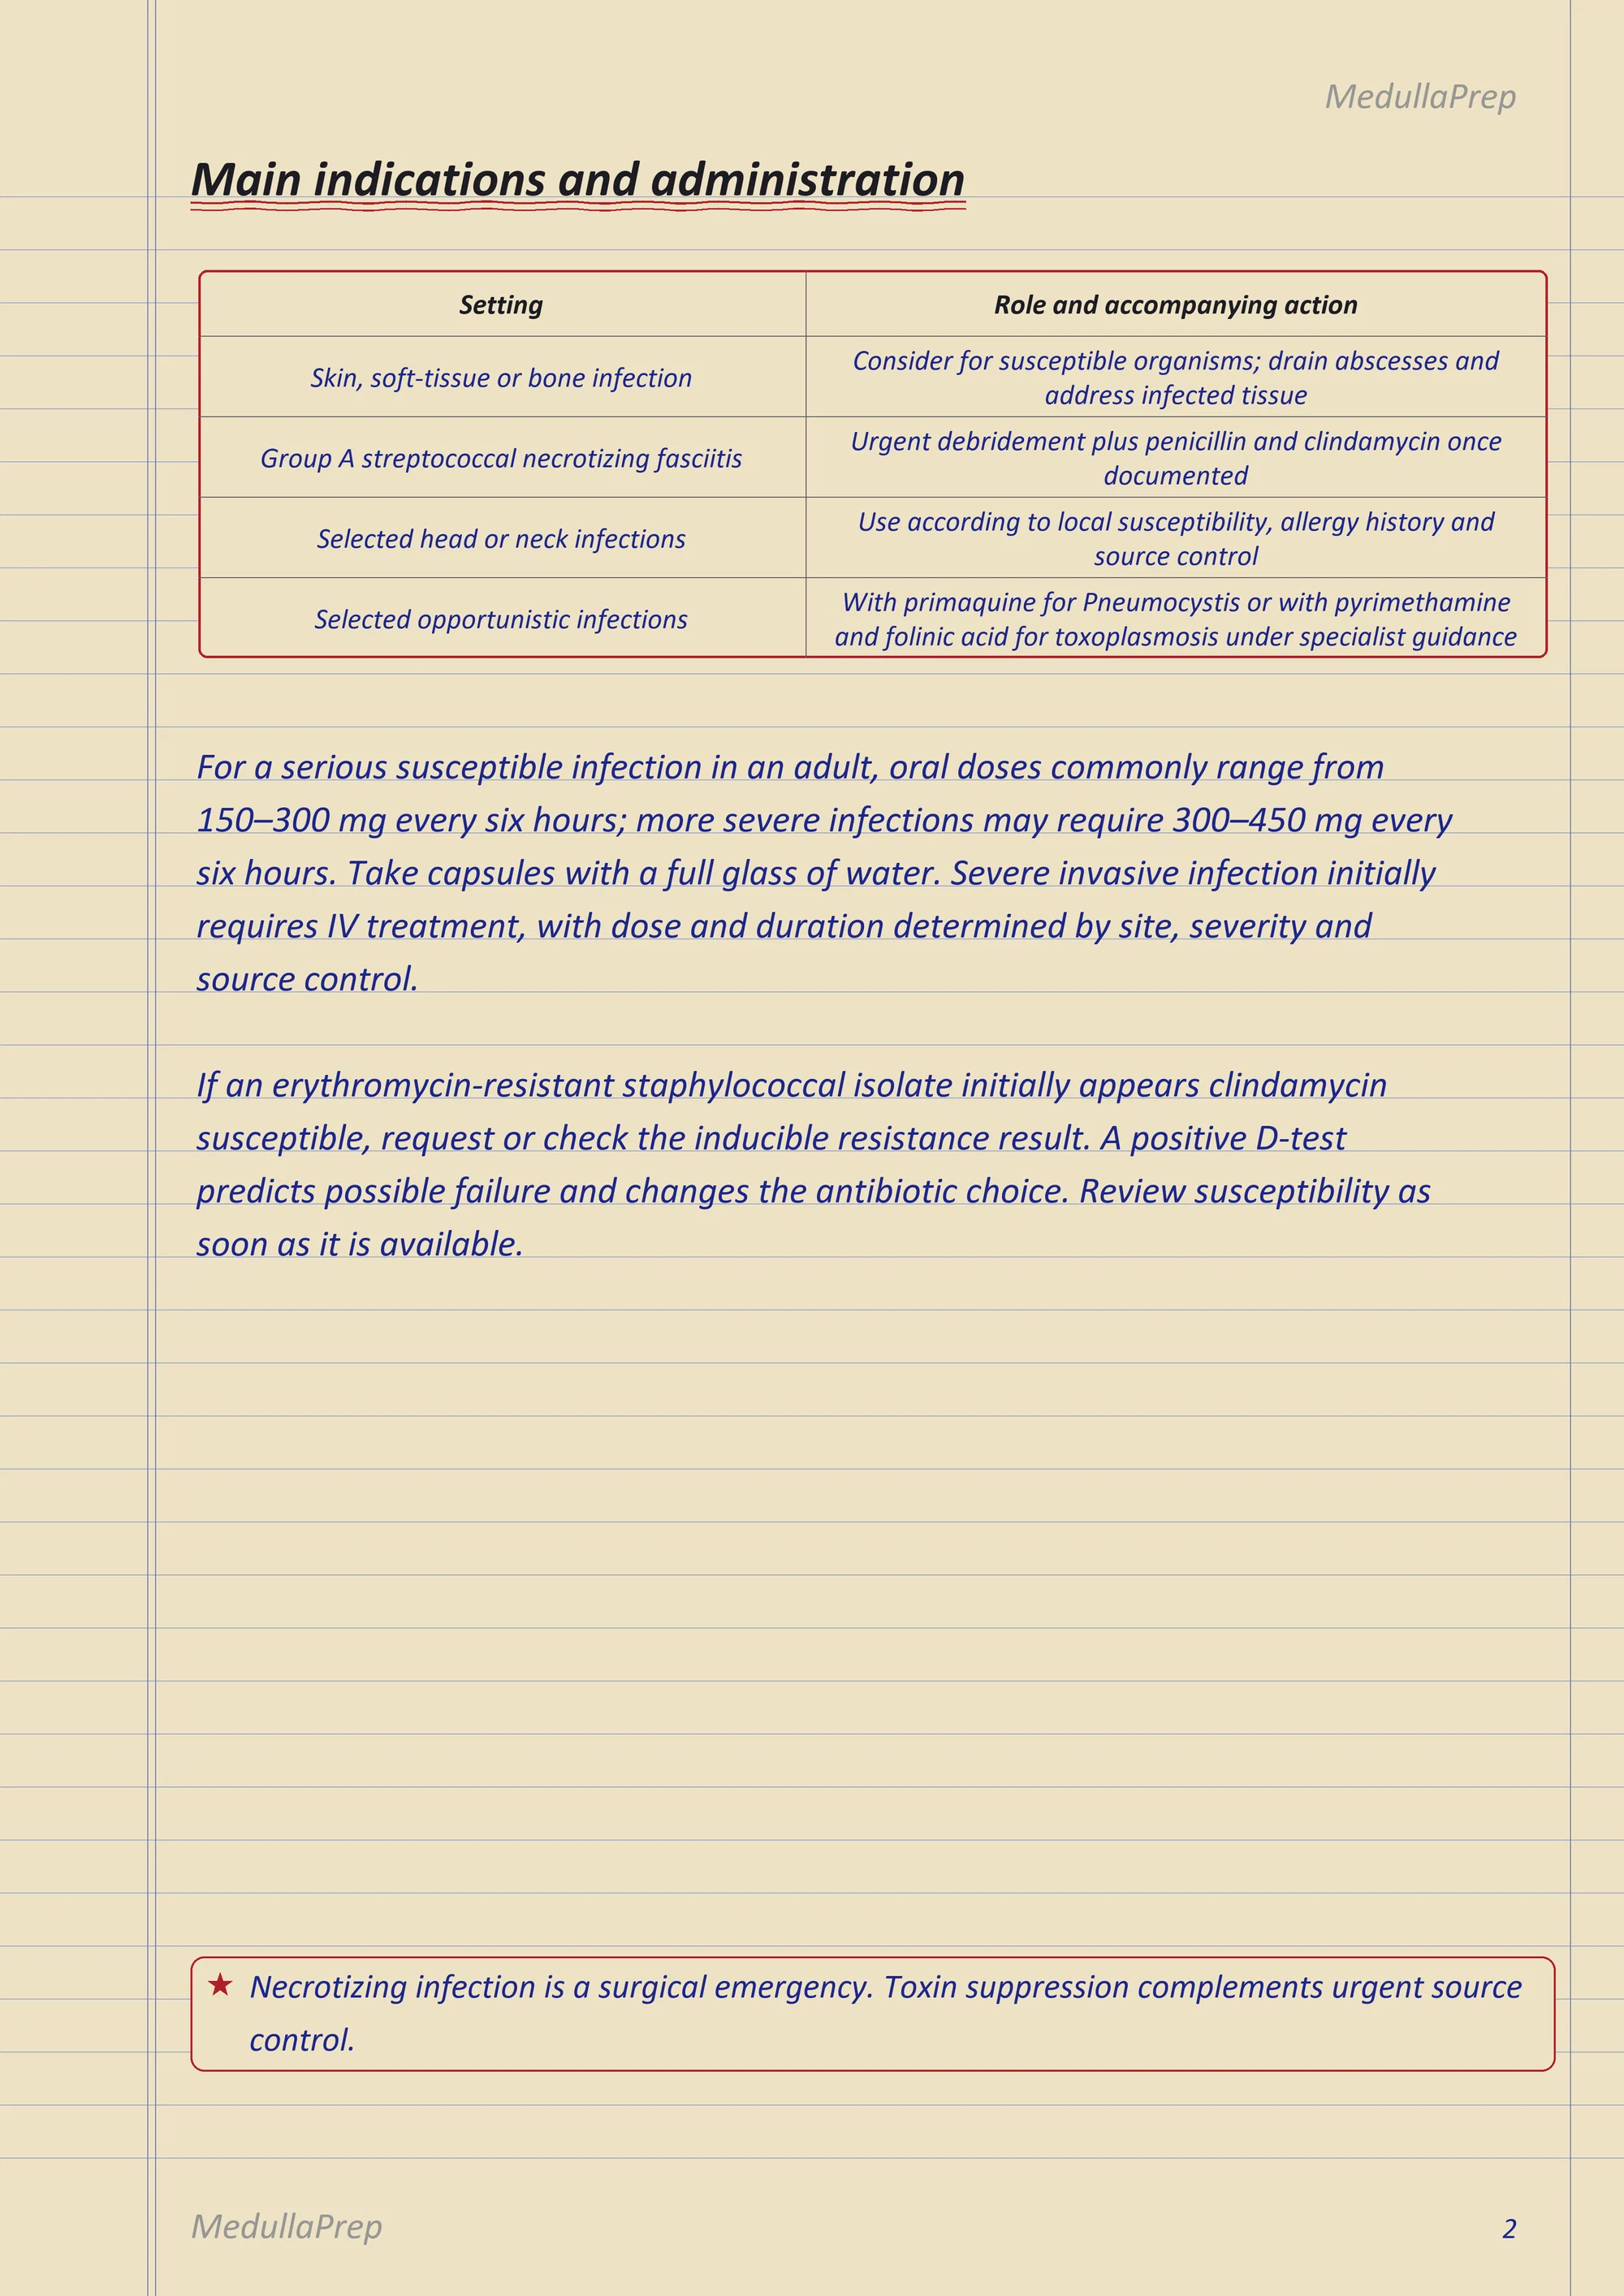 MedullaPrep
Main indications and administration
Setting
Role and accompanying action
Skin, soft-tissue or bone infection
Consider for susceptible organisms; drain abscesses and
address infected tissue
Group A streptococcal necrotizing fasciitis
Urgent debridement plus penicillin and clindamycin once
documented
Selected head or neck infections
Use according to local susceptibility, allergy history and
source control
Selected opportunistic infections
With primaquine for Pneumocystis or with pyrimethamine
and folinic acid for toxoplasmosis under specialist guidance
For a serious susceptible infection in an adult, oral doses commonly range from
150–300 mg every six hours; more severe infections may require 300–450 mg every
six hours. Take capsules with a full glass of water. Severe invasive infection initially
requires IV treatment, with dose and duration determined by site, severity and
source control.
If an erythromycin-resistant staphylococcal isolate initially appears clindamycin
susceptible, request or check the inducible resistance result. A positive D-test
predicts possible failure and changes the antibiotic choice. Review susceptibility as
soon as it is available.
★ Necrotizing infection is a surgical emergency. Toxin suppression complements urgent source
control.
MedullaPrep
2